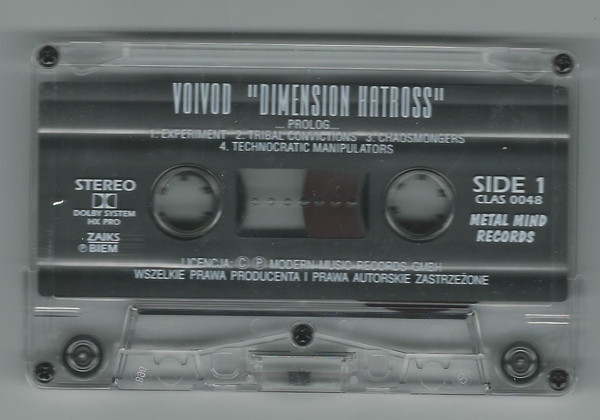 VOIVOD "DIMENSION HATROSS"
... PROLOG...
1. EXPERIMENT 2. TRIBAL CONVICTIONS 3. CHAOSMONGERS
4. TECHNOCRATIC MANIPULATORS
STEREO
DOLBY SYSTEM
HX PRO
ZAIKS
℗ BIEM
SIDE 1
CLAS 0048
METAL MIND
RECORDS
LICENCJA: © ℗ MODERN MUSIC RECORDS GMBH
WSZELKIE PRAWA PRODUCENTA I PRAWA AUTORSKIE ZASTRZEŻONE